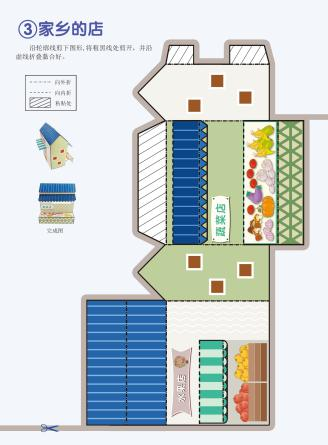 ③家乡的店
沿轮廓线剪下图形,将粗黑线处剪开,并沿
虚线折叠黏合好。
向外折
向内折
粘贴处
完成图
蔬菜店
水果店